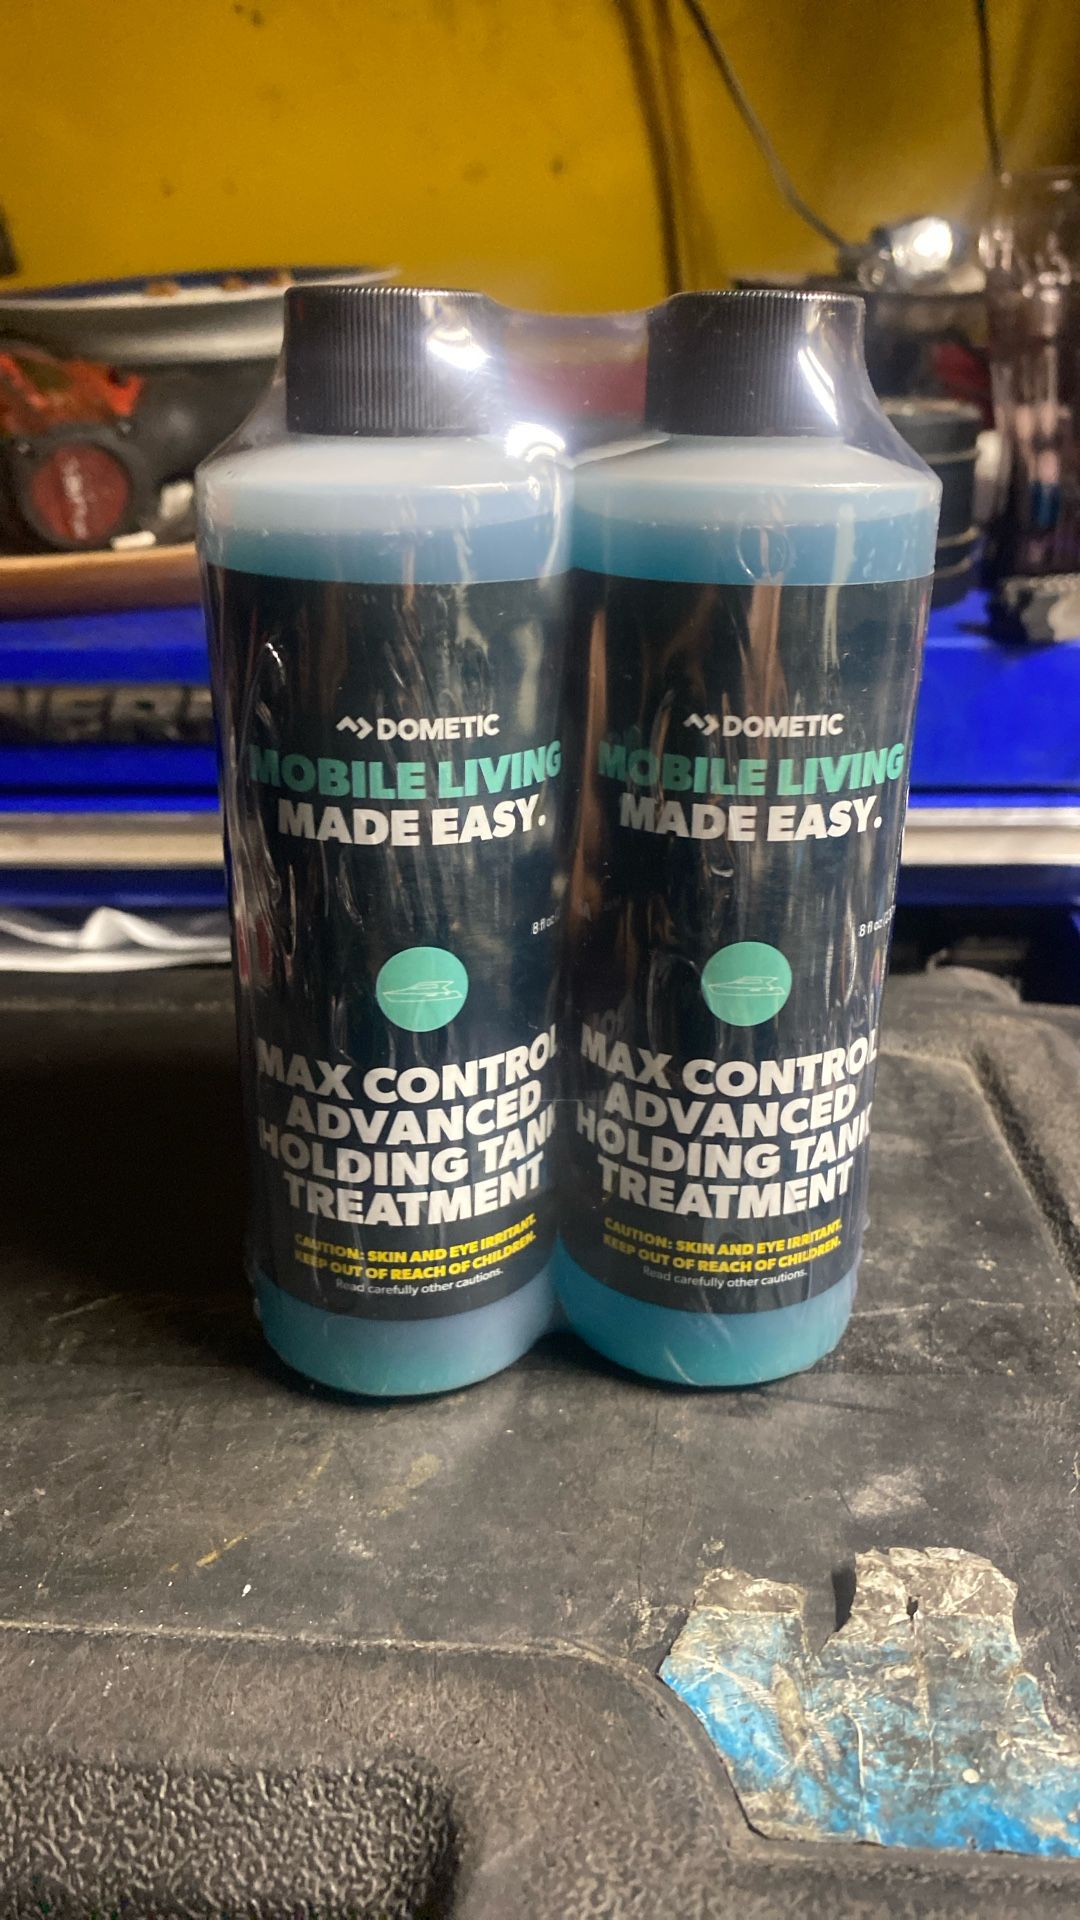 DOMETIC
MOBILE LIVING
MADE EASY.
8 fl oz
MAX CONTROL
ADVANCED
HOLDING TANK
TREATMENT
CAUTION: SKIN AND EYE IRRITANT.
KEEP OUT OF REACH OF CHILDREN.
Read carefully other cautions.
DOMETIC
MOBILE LIVING
MADE EASY.
8 fl oz
MAX CONTROL
ADVANCED
HOLDING TANK
TREATMENT
CAUTION: SKIN AND EYE IRRITANT.
KEEP OUT OF REACH OF CHILDREN.
Read carefully other cautions.